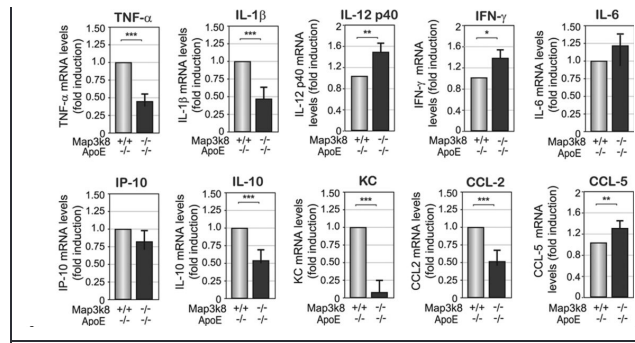 TNF-α
TNF-α mRNA levels
(fold induction)
1.50
1.25
1.00
0.75
0.50
0.25
0
***
Map3k8 +/+ -/-
ApoE -/- -/-
IL-1β
IL-1β mRNA levels
(fold induction)
1.50
1.25
1.00
0.75
0.50
0.25
0
***
+/+ -/-
-/- -/-
IL-12 p40
IL-12 p40 mRNA
levels (fold induction)
2
1.6
1.2
0.8
0.4
0
**
+/+ -/-
-/- -/-
IFN-γ
IFN-γ mRNA
levels (fold induction)
2
1.6
1.2
0.8
0.4
0
*
+/+ -/-
-/- -/-
IL-6
IL-6 mRNA levels
(fold induction)
1.50
1.25
1.00
0.75
0.50
0.25
0
+/+ -/-
-/- -/-
IP-10
IP-10 mRNA levels
(fold induction)
1.50
1.25
1.00
0.75
0.50
0.25
0
Map3k8 +/+ -/-
ApoE -/- -/-
IL-10
IL-10 mRNA levels
(fold induction)
1.50
1.25
1.00
0.75
0.50
0.25
0
***
Map3k8 +/+ -/-
ApoE -/- -/-
KC
KC mRNA levels
(fold induction)
1.50
1.25
1.00
0.75
0.50
0.25
0
***
Map3k8 +/+ -/-
ApoE -/- -/-
CCL-2
CCL2 mRNA levels
(fold induction)
1.50
1.25
1.00
0.75
0.50
0.25
0
***
Map3k8 +/+ -/-
ApoE -/- -/-
CCL-5
CCL-5 mRNA
levels (fold induction)
2
1.6
1.2
0.8
0.4
0
**
Map3k8 +/+ -/-
ApoE -/- -/-